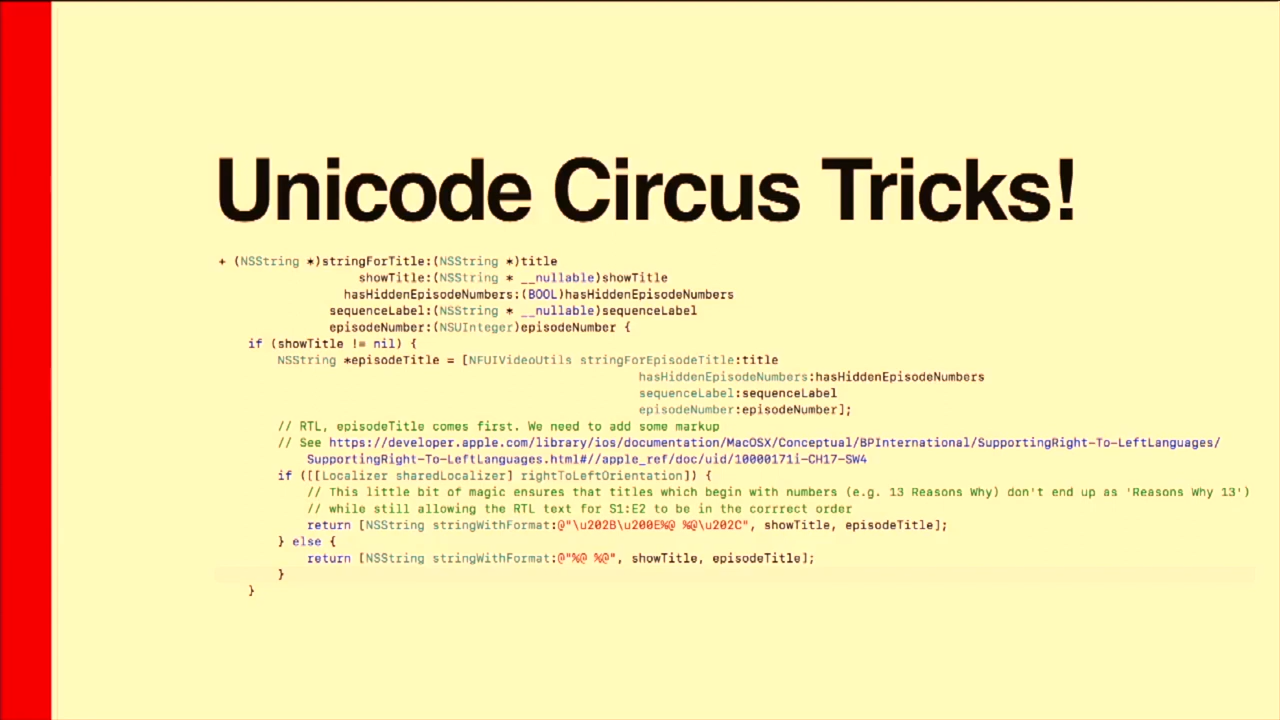 Unicode Circus Tricks!
+ (NSString *)stringForTitle:(NSString *)title
showTitle:(NSString * __nullable)showTitle
hasHiddenEpisodeNumbers:(BOOL)hasHiddenEpisodeNumbers
sequenceLabel:(NSString * __nullable)sequenceLabel
episodeNumber:(NSUInteger)episodeNumber {
if (showTitle != nil) {
NSString *episodeTitle = [NFUIVideoUtils stringForEpisodeTitle:title
hasHiddenEpisodeNumbers:hasHiddenEpisodeNumbers
sequenceLabel:sequenceLabel
episodeNumber:episodeNumber];
// RTL, episodeTitle comes first. We need to add some markup
// See https://developer.apple.com/library/ios/documentation/MacOSX/Conceptual/BPInternational/SupportingRight-To-LeftLanguages/
SupportingRight-To-LeftLanguages.html#//apple_ref/doc/uid/10000171i-CH17-SW4
if ([[Localizer sharedLocalizer] rightToLeftOrientation]) {
// This little bit of magic ensures that titles which begin with numbers (e.g. 13 Reasons Why) don't end up as 'Reasons Why 13')
// while still allowing the RTL text for S1:E2 to be in the corrrect order
return [NSString stringWithFormat:@"\u202B\u200E%@ %@\u202C", showTitle, episodeTitle];
} else {
return [NSString stringWithFormat:@"%@ %@", showTitle, episodeTitle];
}
}